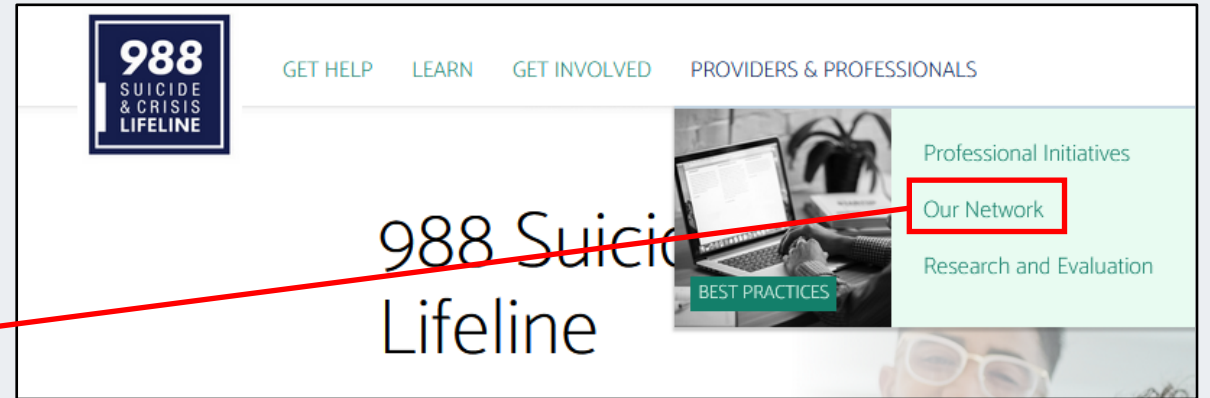 988
SUICIDE
& CRISIS
LIFELINE
GET HELP
LEARN
GET INVOLVED
PROVIDERS & PROFESSIONALS
BEST PRACTICES
Professional Initiatives
Our Network
Research and Evaluation
988
Lifeline